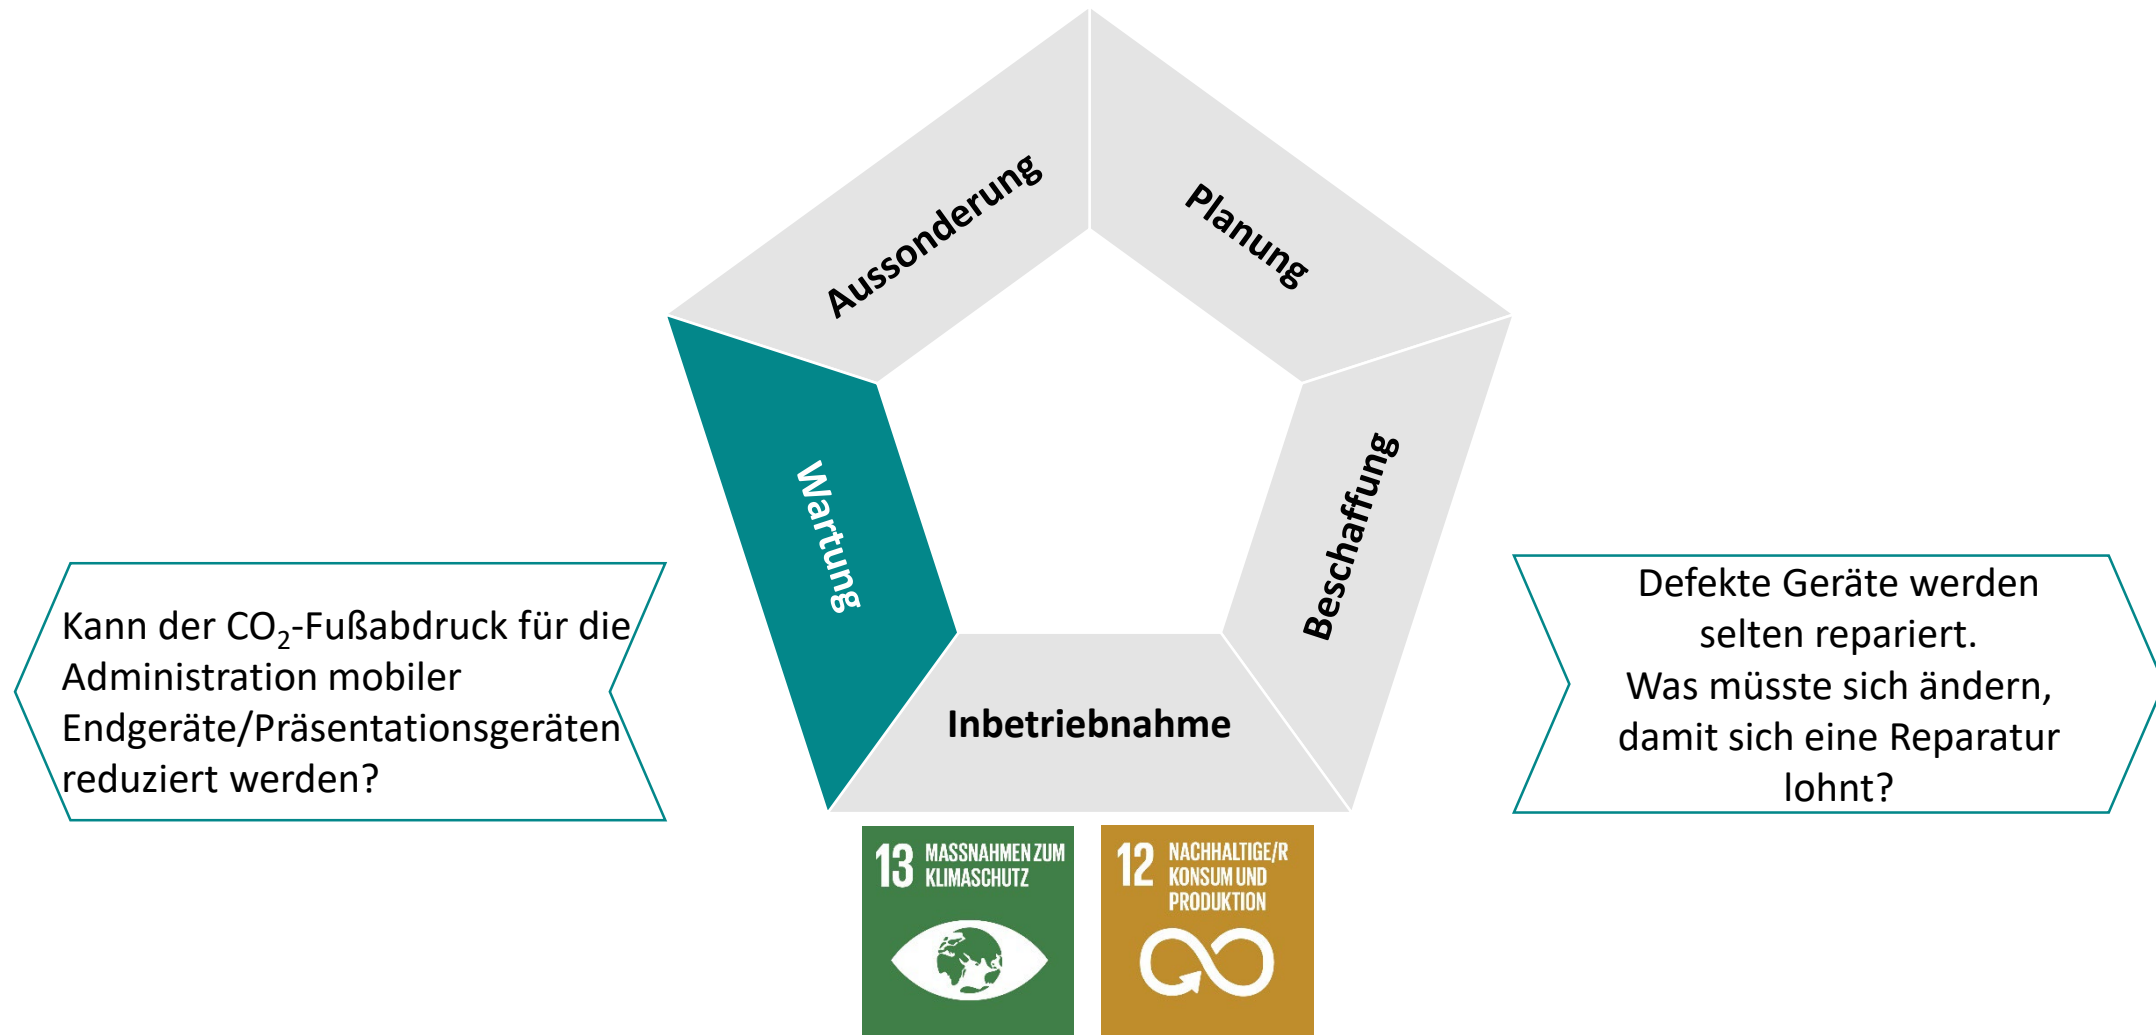 Aussonderung
Planung
Wartung
Beschaffung
Inbetriebnahme
Kann der CO₂-Fußabdruck für die
Administration mobiler
Endgeräte/Präsentationsgeräten
reduziert werden?
Defekte Geräte werden
selten repariert.
Was müsste sich ändern,
damit sich eine Reparatur
lohnt?
13 MASSNAHMEN ZUM
KLIMASCHUTZ
12 NACHHALTIGE/R
KONSUM UND
PRODUKTION